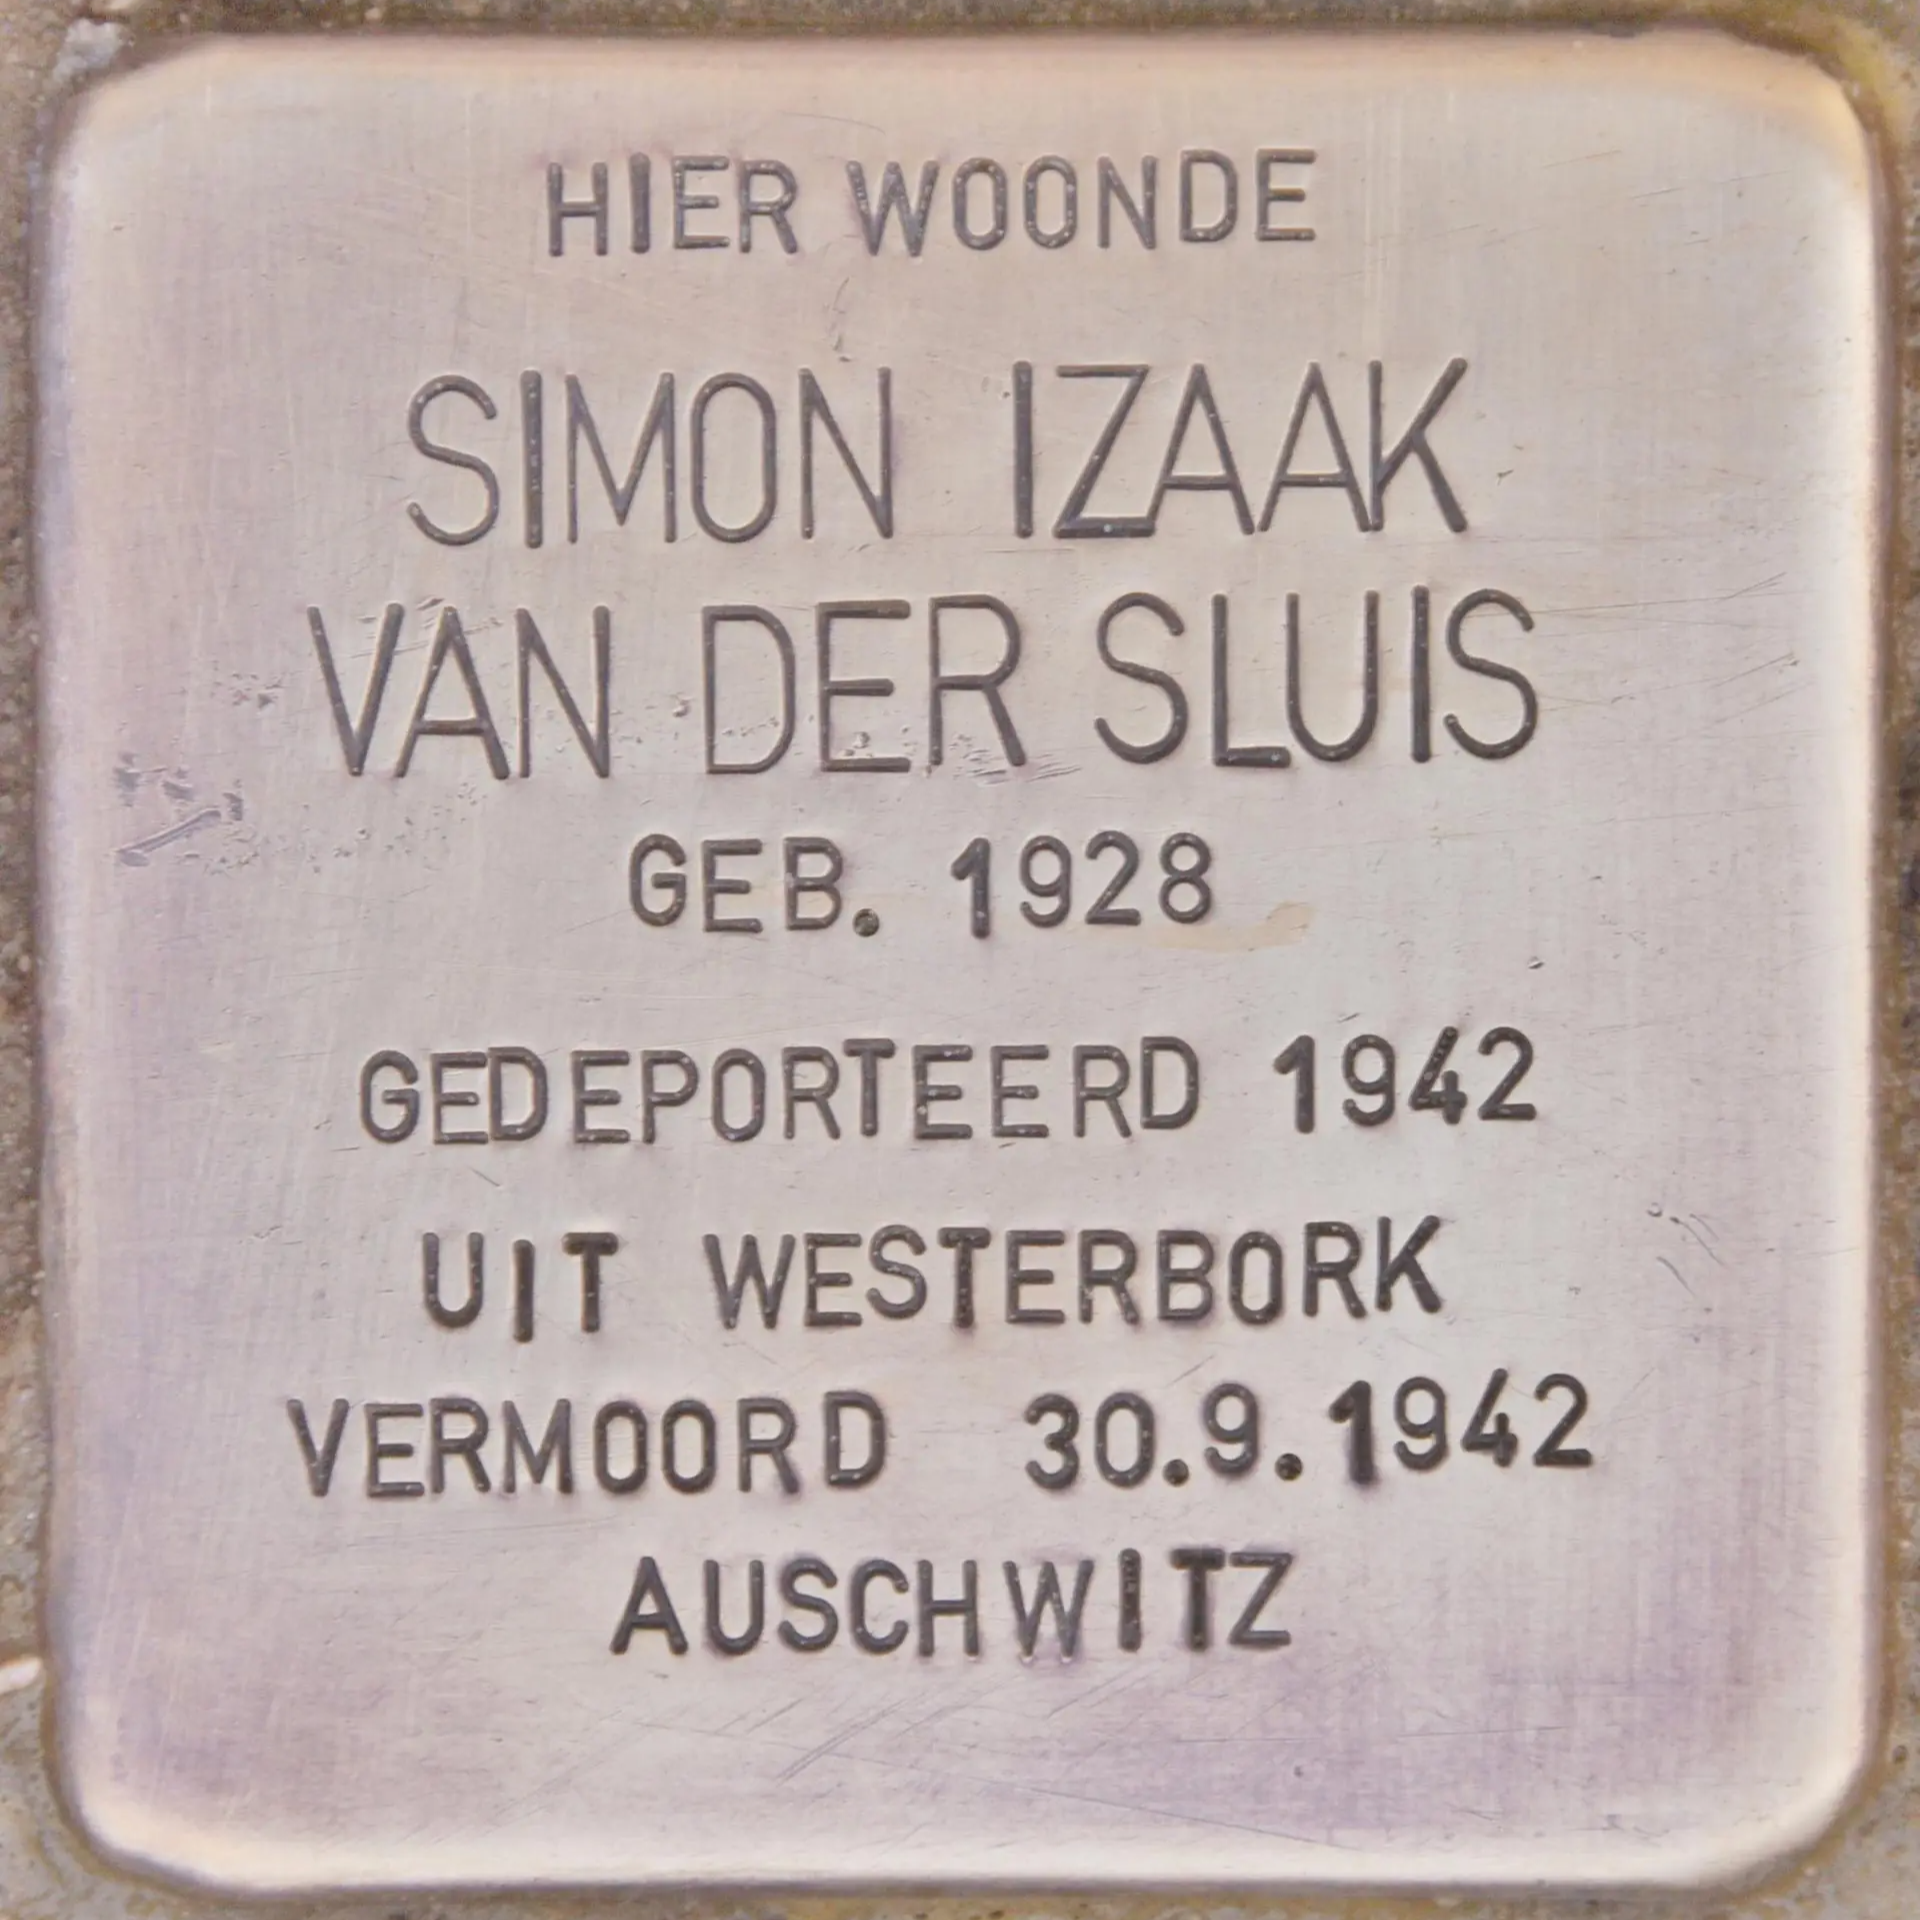 HIER WOONDE
SIMON IZAAK
VAN DER SLUIS
GEB. 1928
GEDEPORTEERD 1942
UIT WESTERBORK
VERMOORD 30.9.1942
AUSCHWITZ